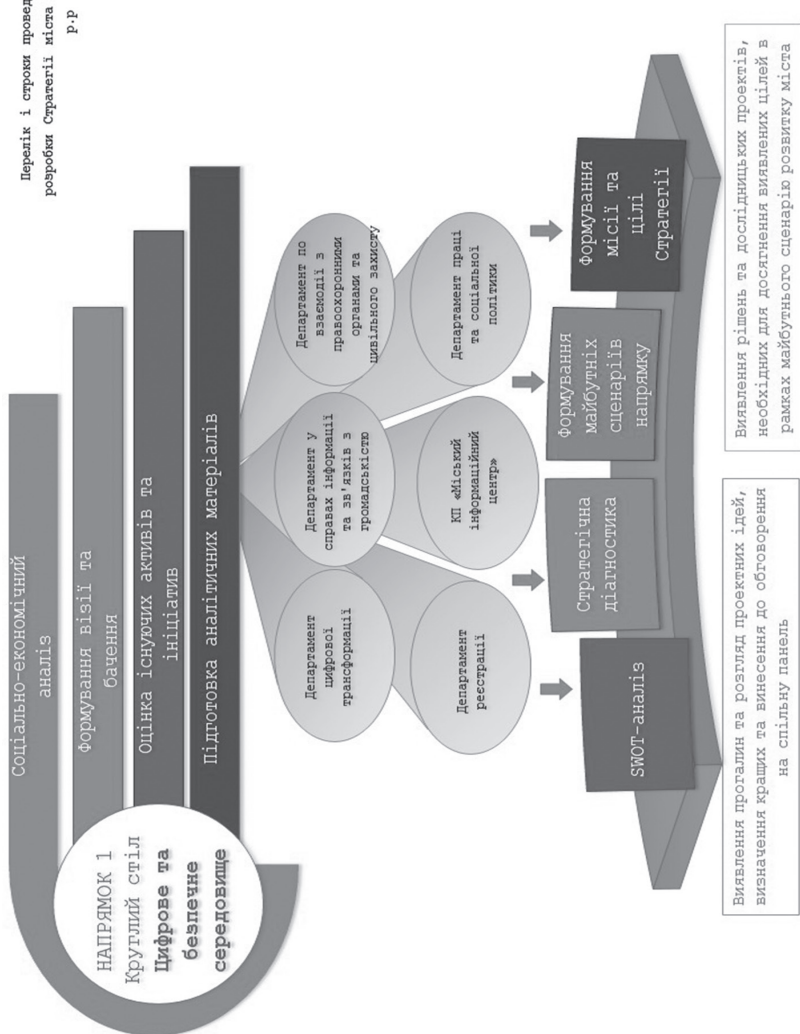 Перелік і строки провед
розробки Стратегії міста
р.р
Соціально-економічний
аналіз
Формування візії та
бачення
Оцінка існуючих активів та
ініціатив
Підготовка аналітичних матеріалів
НАПРЯМОК 1
Круглий стіл
Цифрове та
безпечне
середовище
Департамент
цифрової
трансформації
Департамент у
справах інформації
та зв'язків з
громадськістю
Департамент по
взаємодії з
правоохоронними
органами та
цивільного захисту
Департамент
реєстрації
КП «Міський
інформаційний
центр»
Департамент праці
та соціальної
політики
SWOT-аналіз
Стратегічна
діагностика
Формування
майбутніх
сценаріїв
напрямку
Формування
місії та
цілі
Стратегії
Виявлення прогалин та розгляд проектних ідей,
визначення кращих та винесення до обговорення
на спільну панель
Виявлення рішень та дослідницьких проектів,
необхідних для досягнення виявлених цілей в
рамках майбутнього сценарію розвитку міста